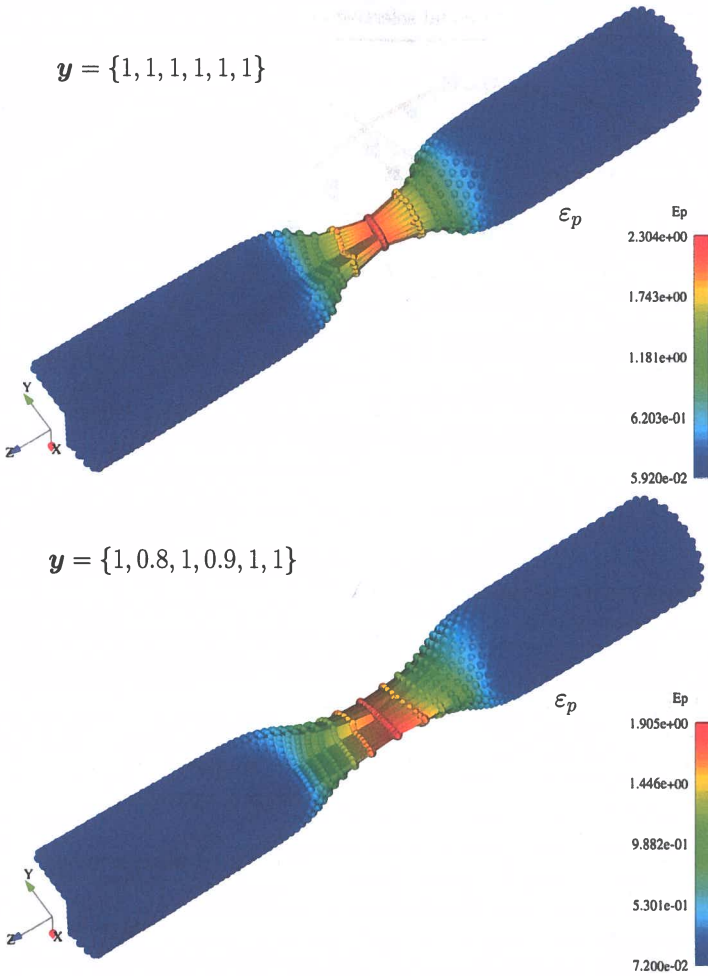 y = {1, 1, 1, 1, 1, 1}
εp
Ep
2.304e+00
1.743e+00
1.181e+00
6.203e-01
5.920e-02
Y
Z
X
y = {1, 0.8, 1, 0.9, 1, 1}
εp
Ep
1.905e+00
1.446e+00
9.882e-01
5.301e-01
7.200e-02
Y
Z
X